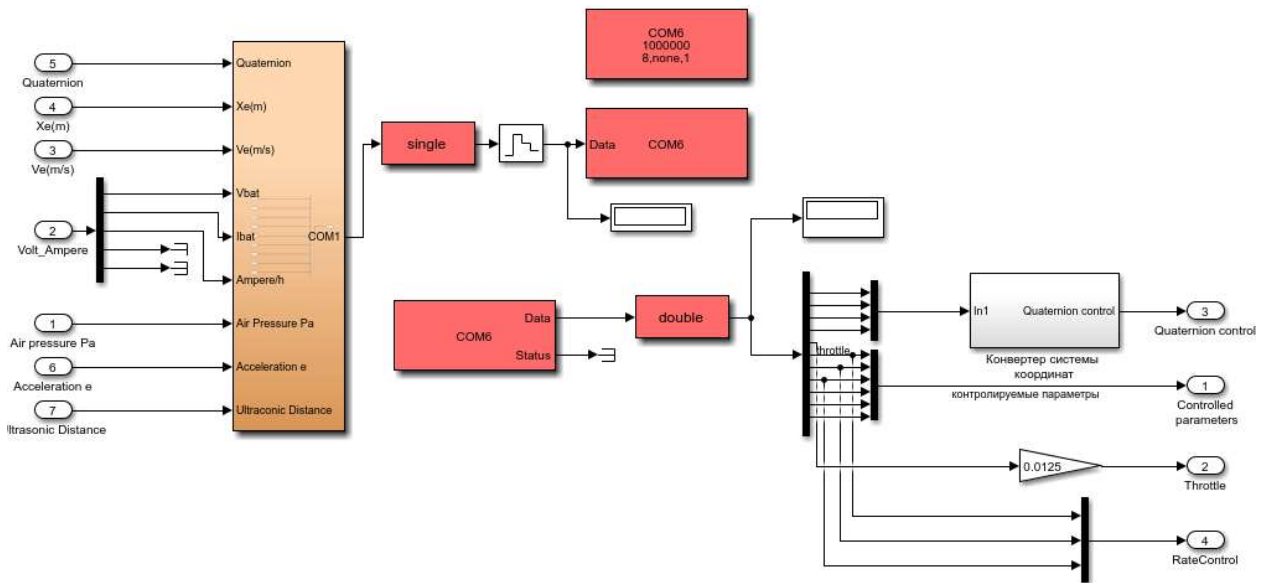 5
Quaternion
4
Xe(m)
3
Ve(m/s)
2
Volt_Ampere
1
Air pressure Pa
6
Acceleration e
7
ltrasonic Distance
Quaternion
Xe(m)
Ve(m/s)
Vbat
Ibat
COM1
Ampere/h
Air Pressure Pa
Acceleration e
Ultraconic Distance
single
COM6
1000000
8,none,1
Data
COM6
COM6
Data
Status
double
throttle
In1
Quaternion control
Конвертер системы
координат
контролируемые параметры
0.0125
3
Quaternion control
1
Controlled
parameters
2
Throttle
4
RateControl